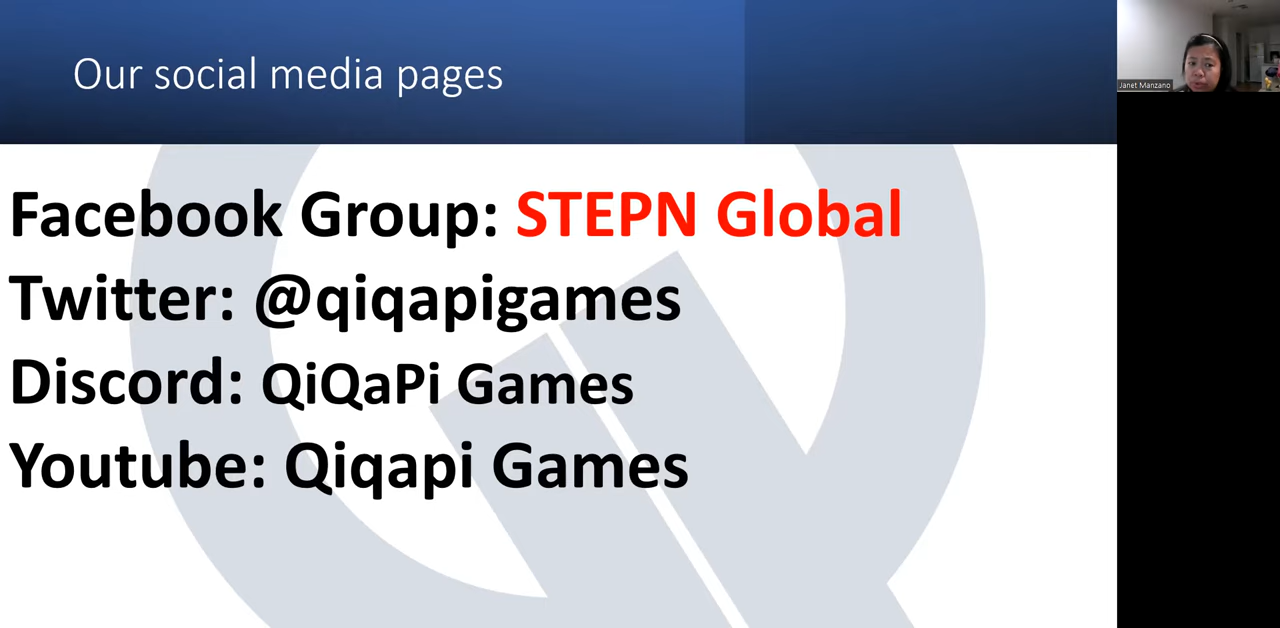 Our social media pages
Janet Manzano
Facebook Group: STEPN Global
Twitter: @qiqapigames
Discord: QiQaPi Games
Youtube: Qiqapi Games